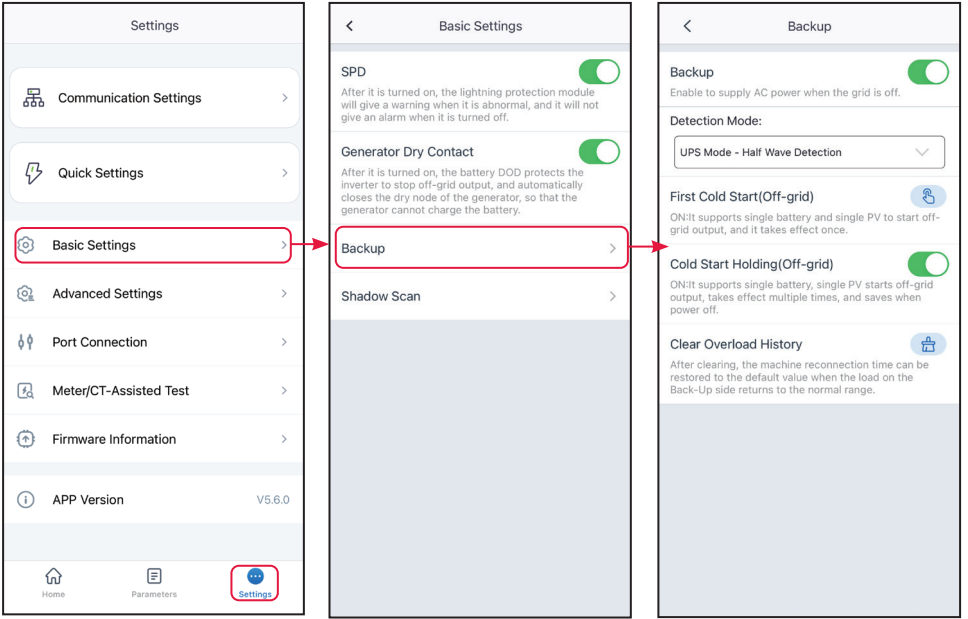 Settings
Communication Settings
Quick Settings
Basic Settings
Advanced Settings
Port Connection
Meter/CT-Assisted Test
Firmware Information
APP Version
V5.6.0
Home
Parameters
Settings
Basic Settings
SPD
After it is turned on, the lightning protection module
will give a warning when it is abnormal, and it will not
give an alarm when it is turned off.
Generator Dry Contact
After it is turned on, the battery DOD protects the
inverter to stop off-grid output, and automatically
closes the dry node of the generator, so that the
generator cannot charge the battery.
Backup
Shadow Scan
Backup
Backup
Enable to supply AC power when the grid is off.
Detection Mode:
UPS Mode - Half Wave Detection
First Cold Start(Off-grid)
ON:It supports single battery and single PV to start off-
grid output, and it takes effect once.
Cold Start Holding(Off-grid)
ON:It supports single battery, single PV starts off-grid
output, takes effect multiple times, and saves when
power off.
Clear Overload History
After clearing, the machine reconnection time can be
restored to the default value when the load on the
Back-Up side returns to the normal range.